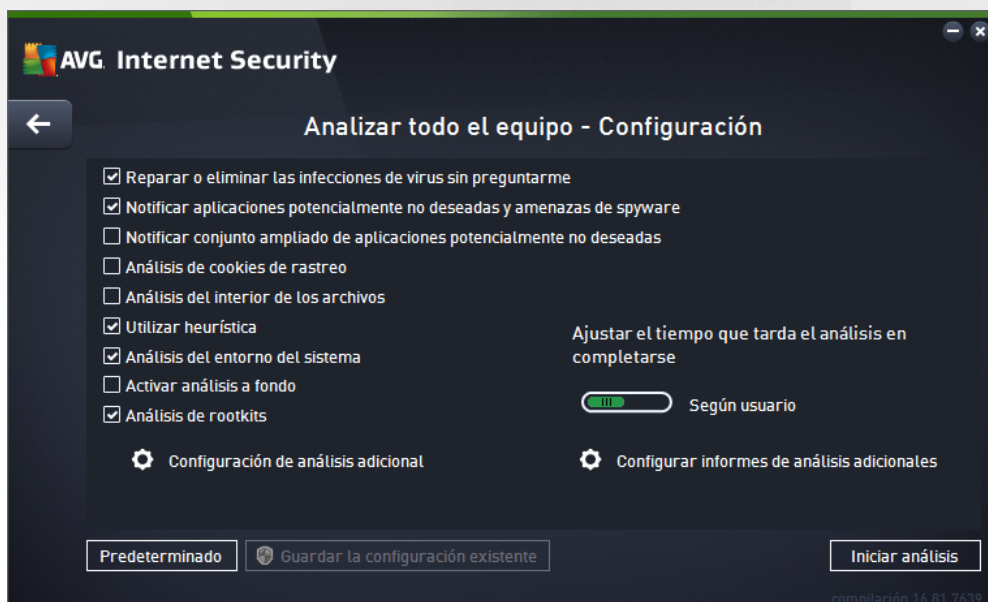 AVG. Internet Security
Analizar todo el equipo - Configuración
Reparar o eliminar las infecciones de virus sin preguntarme
Notificar aplicaciones potencialmente no deseadas y amenazas de spyware
Notificar conjunto ampliado de aplicaciones potencialmente no deseadas
Análisis de cookies de rastreo
Análisis del interior de los archivos
Utilizar heurística
Análisis del entorno del sistema
Activar análisis a fondo
Análisis de rootkits
Ajustar el tiempo que tarda el análisis en
completarse
Según usuario
Configuración de análisis adicional
Configurar informes de análisis adicionales
Predeterminado
Guardar la configuración existente
Iniciar análisis
compilación 16.81.7639